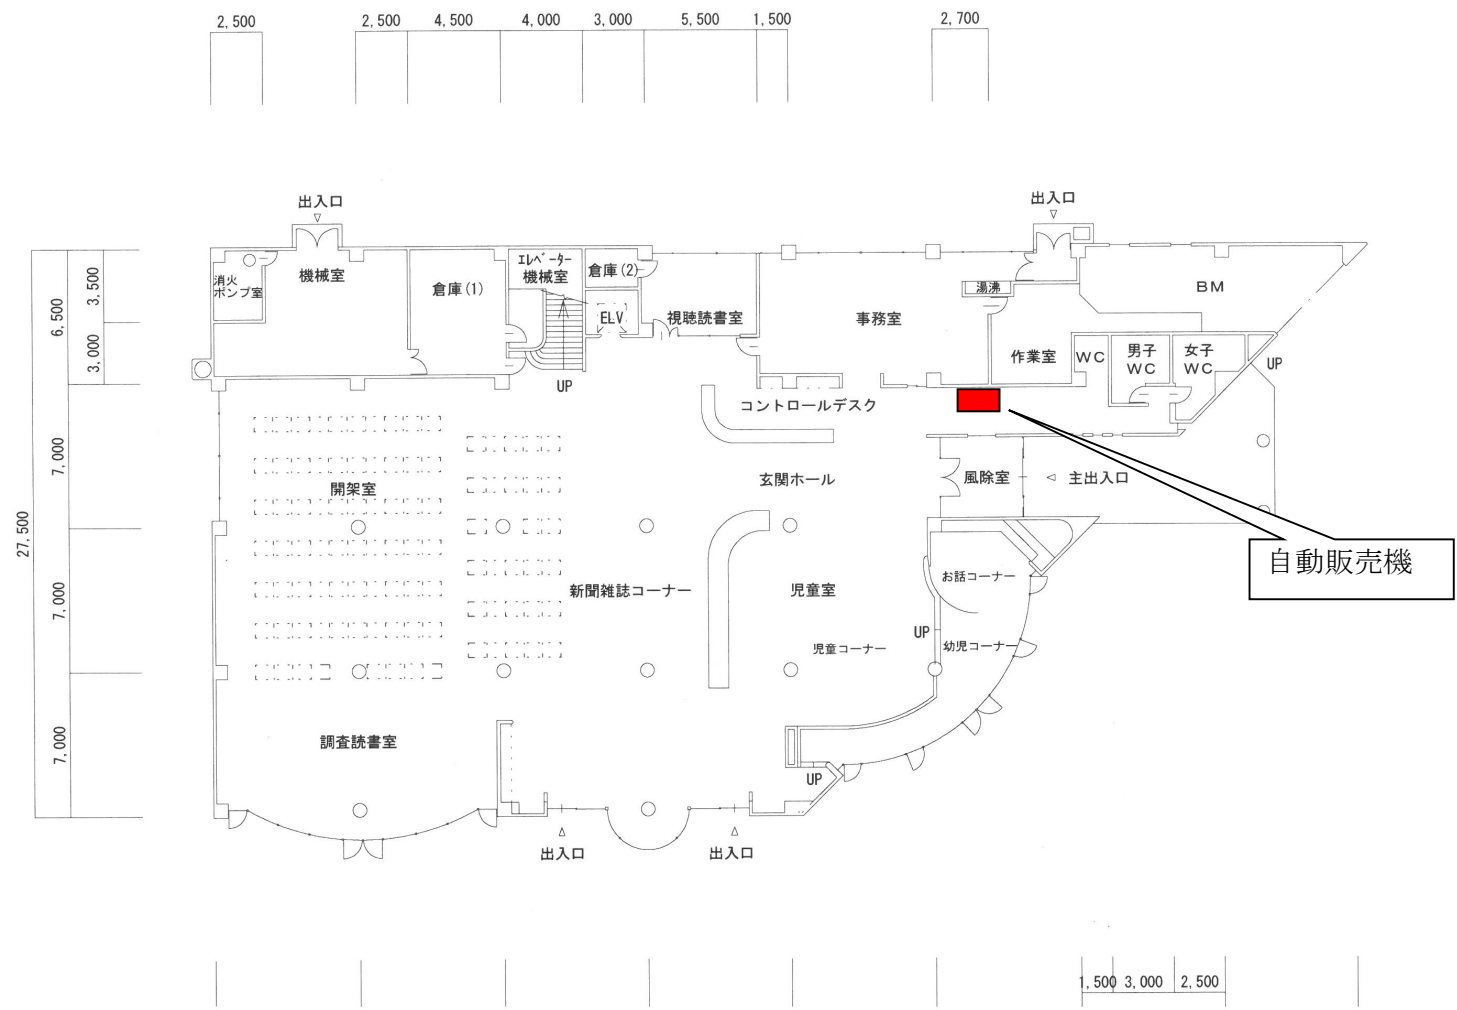 2,500
2,500
4,500
4,000
3,000
5,500
1,500
2,700
出入口
出入口
6,500
3,500
3,000
7,000
27,500
7,000
7,000
消火
ポンプ室
機械室
倉庫(1)
エレベーター
機械室
倉庫(2)
ELV
UP
視聴読書室
事務室
湯沸
BM
作業室
WC
男子
WC
女子
WC
UP
コントロールデスク
開架室
玄関ホール
風除室
主出入口
自動販売機
新聞雑誌コーナー
児童室
お話コーナー
UP
児童コーナー
幼児コーナー
調査読書室
UP
出入口
出入口
1,500
3,000
2,500